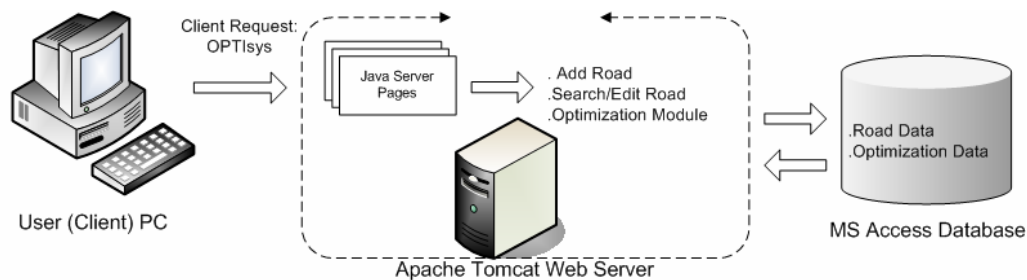 Client Request:
OPTIsys
Java Server
Pages
. Add Road
.Search/Edit Road
.Optimization Module
.Road Data
.Optimization Data
User (Client) PC
MS Access Database
Apache Tomcat Web Server